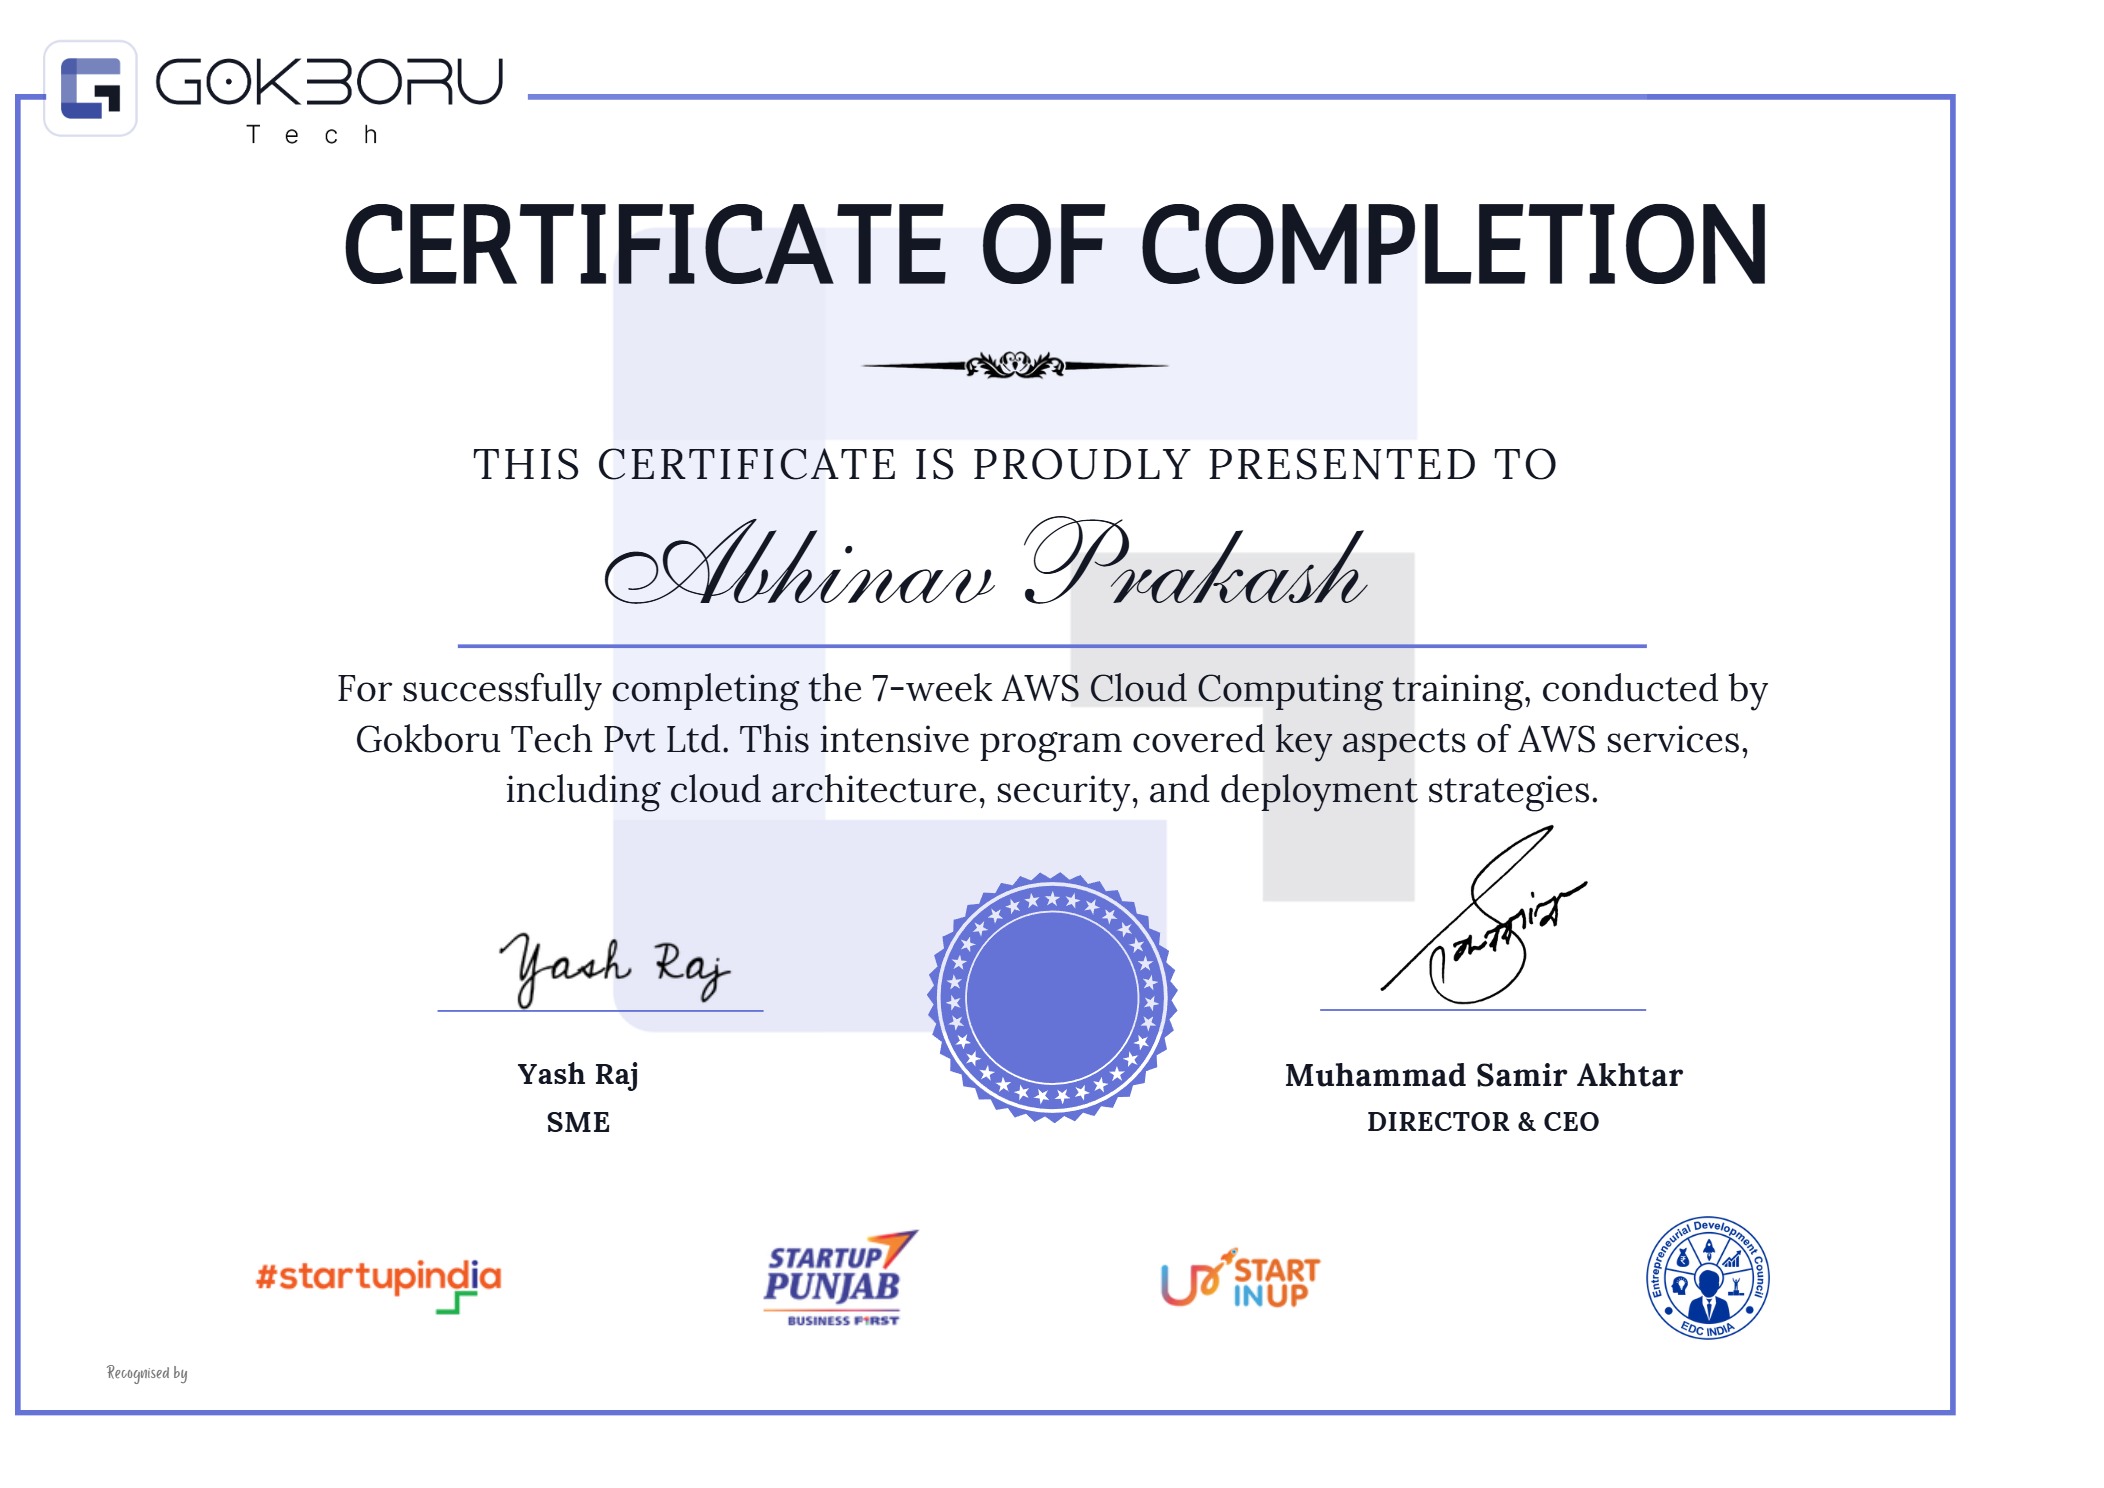 GOKBORU
Tech
CERTIFICATE OF COMPLETION
THIS CERTIFICATE IS PROUDLY PRESENTED TO
Abhinav Prakash
For successfully completing the 7-week AWS Cloud Computing training, conducted by
Gokboru Tech Pvt Ltd. This intensive program covered key aspects of AWS services,
including cloud architecture, security, and deployment strategies.
Yash Raj
Yash Raj
SME
Muhammad Samir Akhtar
DIRECTOR & CEO
#startupindia
STARTUP
PUNJAB
BUSINESS FIRST
UP
START
IN UP
Entrepreneurial Development Council
EDC INDIA
Recognised by